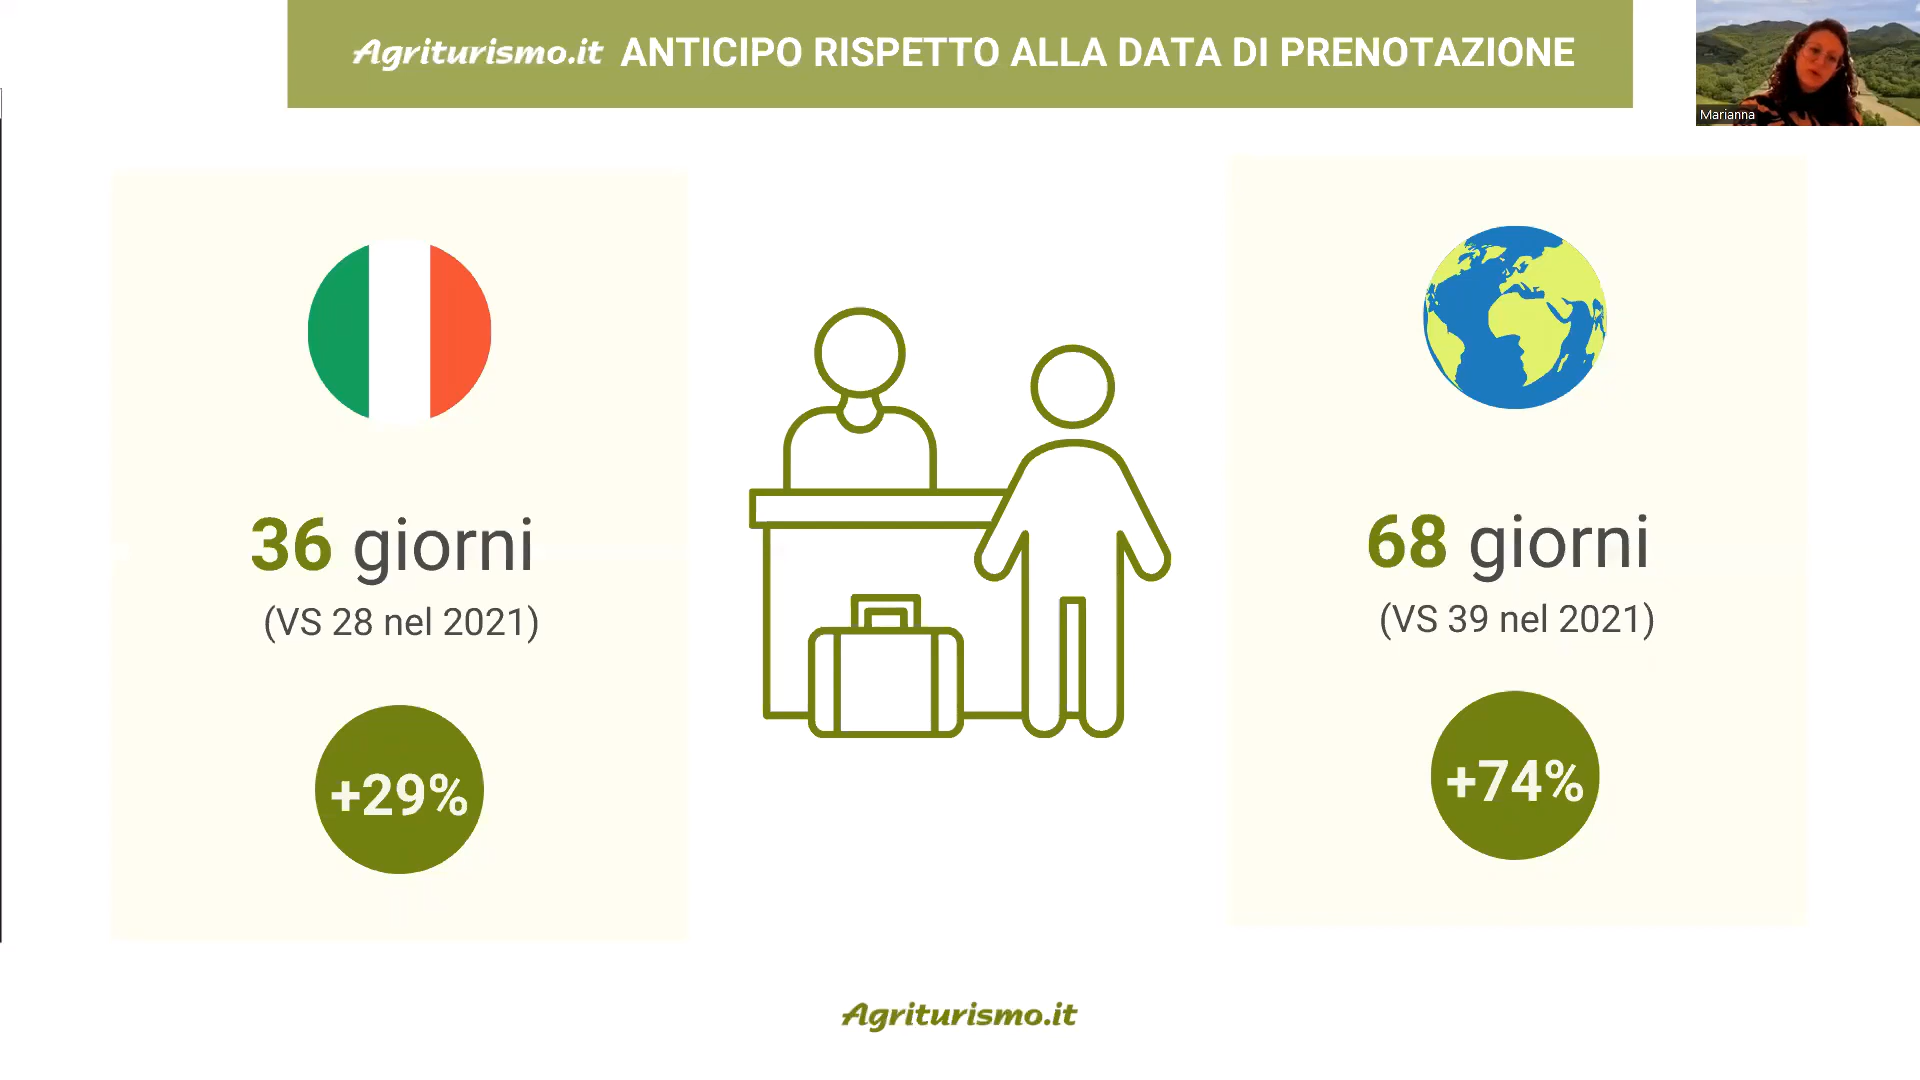 Agriturismo.it ANTICIPO RISPETTO ALLA DATA DI PRENOTAZIONE
Marianna
36 giorni
(VS 28 nel 2021)
+29%
68 giorni
(VS 39 nel 2021)
+74%
Agriturismo.it